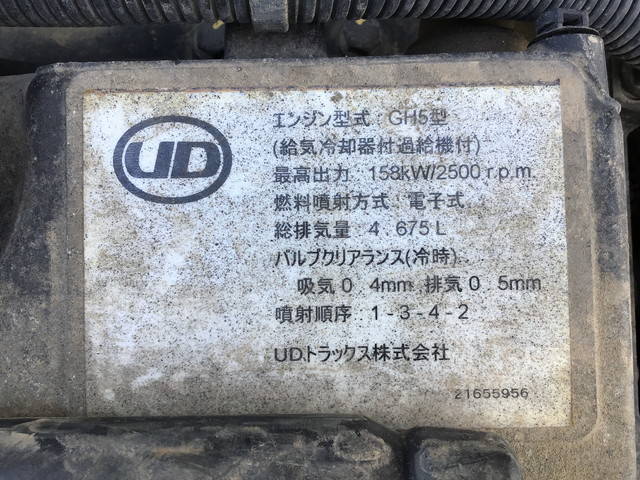 UD
エンジン型式 : GH5型
(給気冷却器付過給機付)
最高出力 : 158kW/2500 r.p.m.
燃料噴射方式 : 電子式
総排気量 4.675 L
バルブクリアランス(冷時)
吸気0.4mm 排気0.5mm
噴射順序 1-3-4-2
UDトラックス株式会社
21655956